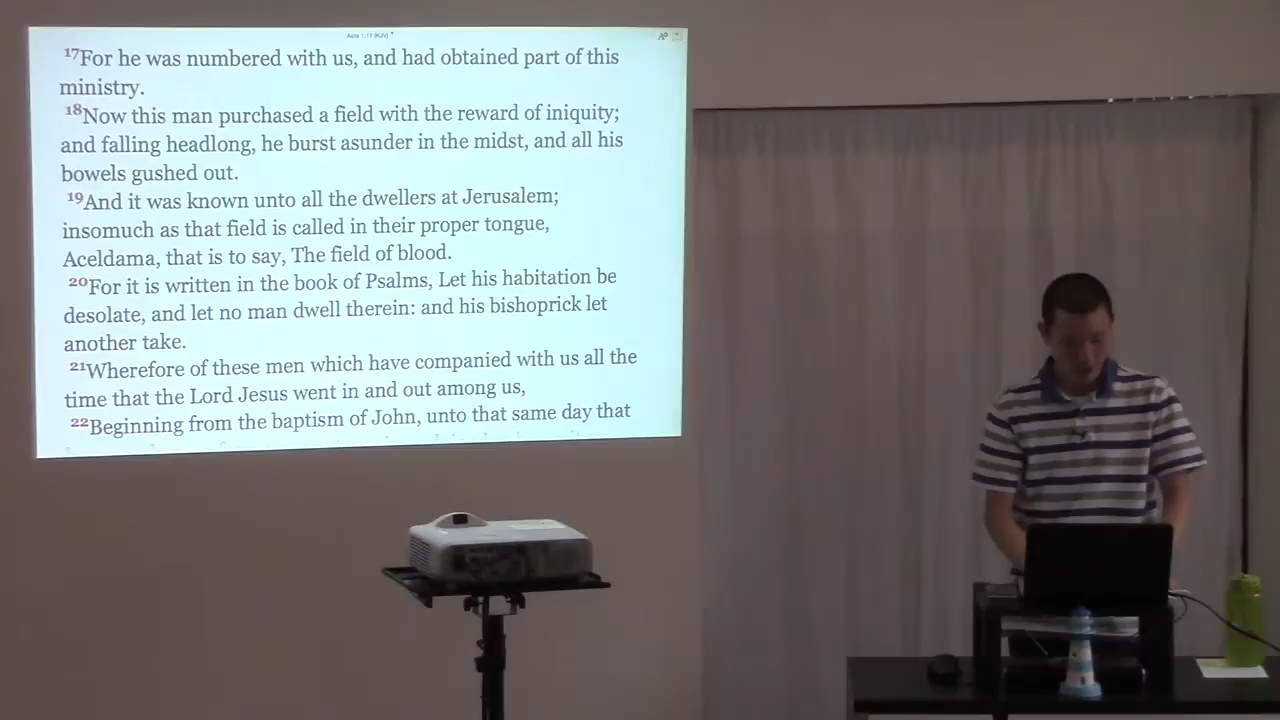 Acts 1:17 (KJV)
17For he was numbered with us, and had obtained part of this
ministry.
18Now this man purchased a field with the reward of iniquity;
and falling headlong, he burst asunder in the midst, and all his
bowels gushed out.
19And it was known unto all the dwellers at Jerusalem;
insomuch as that field is called in their proper tongue,
Aceldama, that is to say, The field of blood.
20For it is written in the book of Psalms, Let his habitation be
desolate, and let no man dwell therein: and his bishoprick let
another take.
21Wherefore of these men which have companied with us all the
time that the Lord Jesus went in and out among us,
22Beginning from the baptism of John, unto that same day that